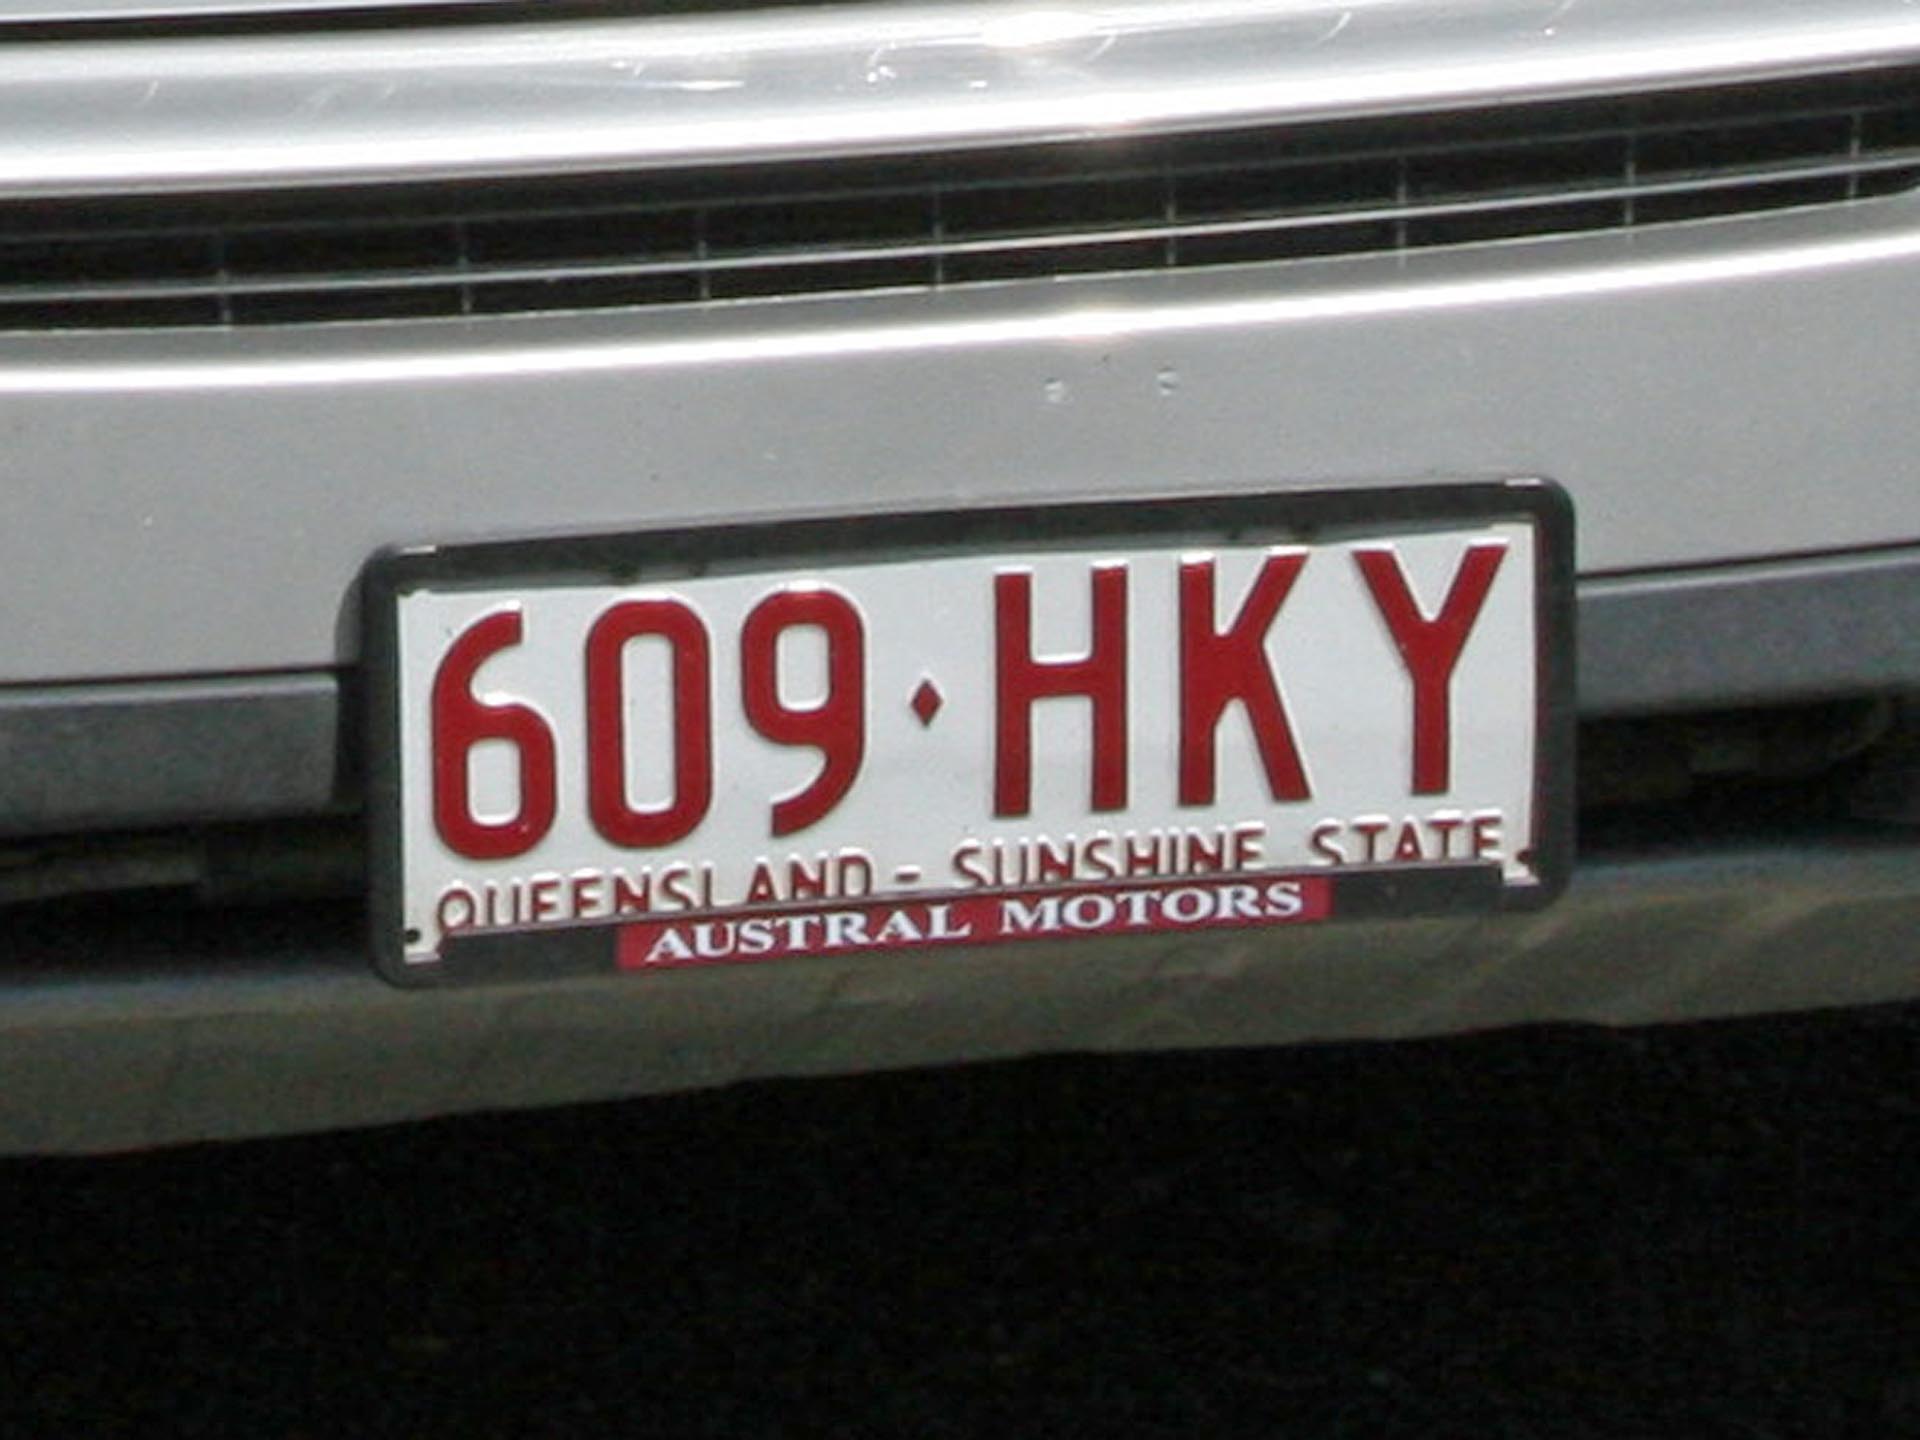 609♦HKY
QUEENSLAND - SUNSHINE STATE
AUSTRAL MOTORS